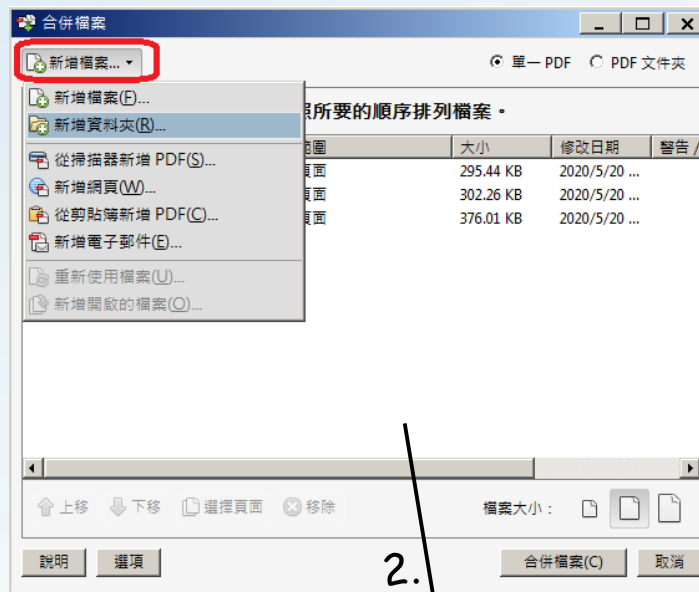 合併檔案
新增檔案...
單一 PDF PDF 文件夾
新增檔案(F)...
所要的順序排列檔案。
新增資料夾(R)...
大小 修改日期 警告 /
從掃描器新增 PDF(S)...
頁面 295.44 KB 2020/5/20 ...
新增網頁(W)...
頁面 302.26 KB 2020/5/20 ...
從剪貼簿新增 PDF(C)...
頁面 376.01 KB 2020/5/20 ...
新增電子郵件(E)...
重新使用檔案(U)...
新增開啟的檔案(O)...
上移 下移 選擇頁面 移除 檔案大小：
說明 選項 合併檔案(C) 取消
2.